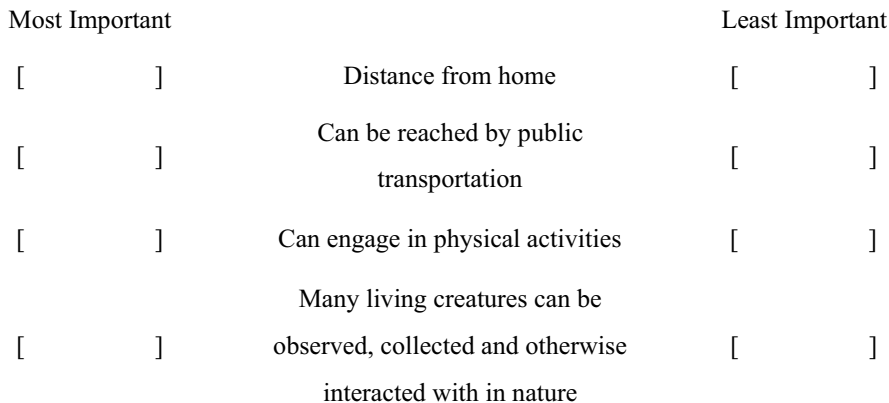 Most Important Least Important
[ ] Distance from home [ ]
Can be reached by public
[ ] [ ]
transportation
[ ] Can engage in physical activities [ ]
Many living creatures can be
[ ] observed, collected and otherwise [ ]
interacted with in nature